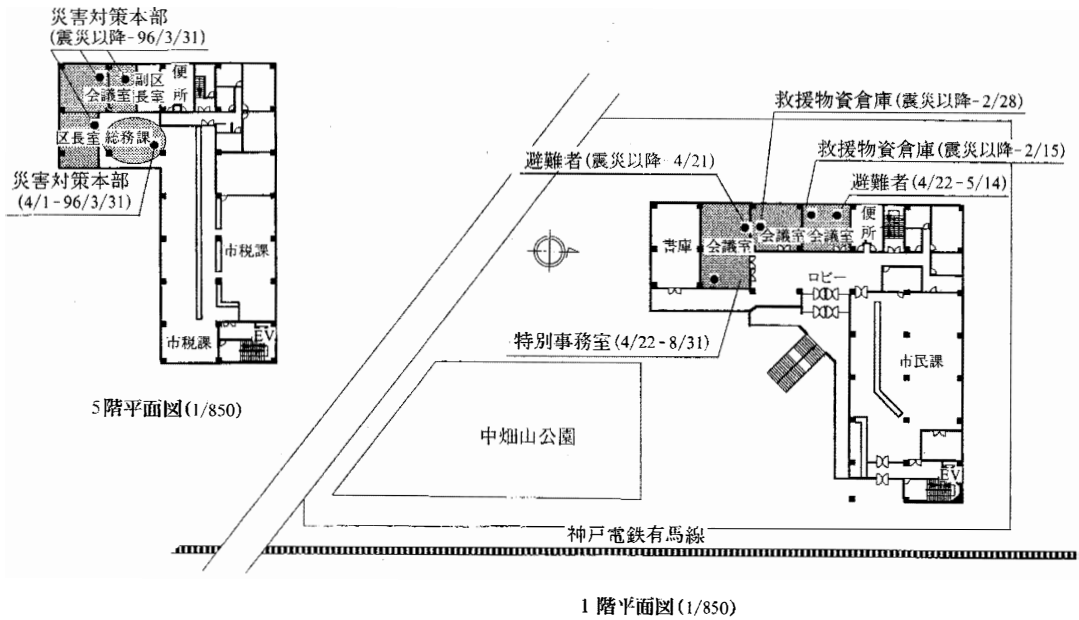 災害対策本部
(震災以降-96/3/31)
会議室
副区
長室
便
所
区長室
総務課
災害対策本部
(4/1-96/3/31)
市税課
市税課
EV
5階平面図(1/850)
救援物資倉庫(震災以降-2/28)
救援物資倉庫(震災以降-2/15)
避難者(震災以降-4/21)
避難者(4/22-5/14)
書庫
会議室
会議室
会議室
便
所
ロビー
特別事務室(4/22-8/31)
市民課
EV
中畑山公園
神戸電鉄有馬線
1階平面図(1/850)